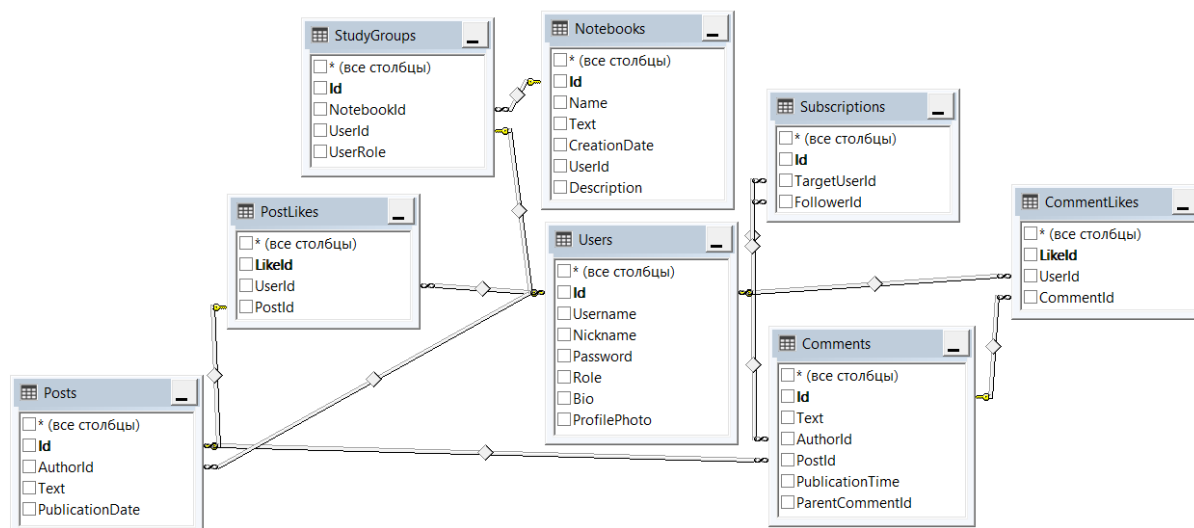 StudyGroups
* (все столбцы)
Id
NotebookId
UserId
UserRole
Notebooks
* (все столбцы)
Id
Name
Text
CreationDate
UserId
Description
Subscriptions
* (все столбцы)
Id
TargetUserId
FollowerId
PostLikes
* (все столбцы)
LikeId
UserId
PostId
Users
* (все столбцы)
Id
Username
Nickname
Password
Role
Bio
ProfilePhoto
CommentLikes
* (все столбцы)
LikeId
UserId
CommentId
Comments
* (все столбцы)
Id
Text
AuthorId
PostId
PublicationTime
ParentCommentId
Posts
* (все столбцы)
Id
AuthorId
Text
PublicationDate